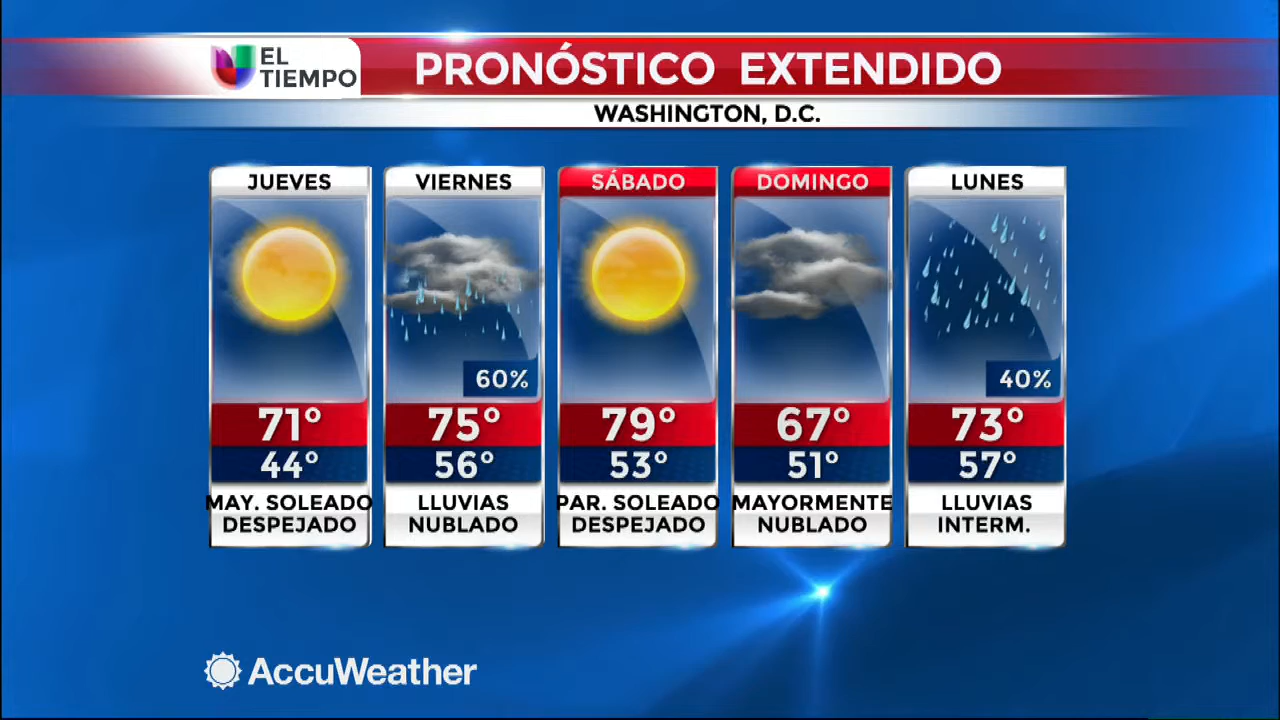 EL
TIEMPO
PRONÓSTICO EXTENDIDO
WASHINGTON, D.C.
JUEVES
71°
44°
MAY. SOLEADO
DESPEJADO
VIERNES
60%
75°
56°
LLUVIAS
NUBLADO
SÁBADO
79°
53°
PAR. SOLEADO
DESPEJADO
DOMINGO
67°
51°
MAYORMENTE
NUBLADO
LUNES
40%
73°
57°
LLUVIAS
INTERM.
AccuWeather